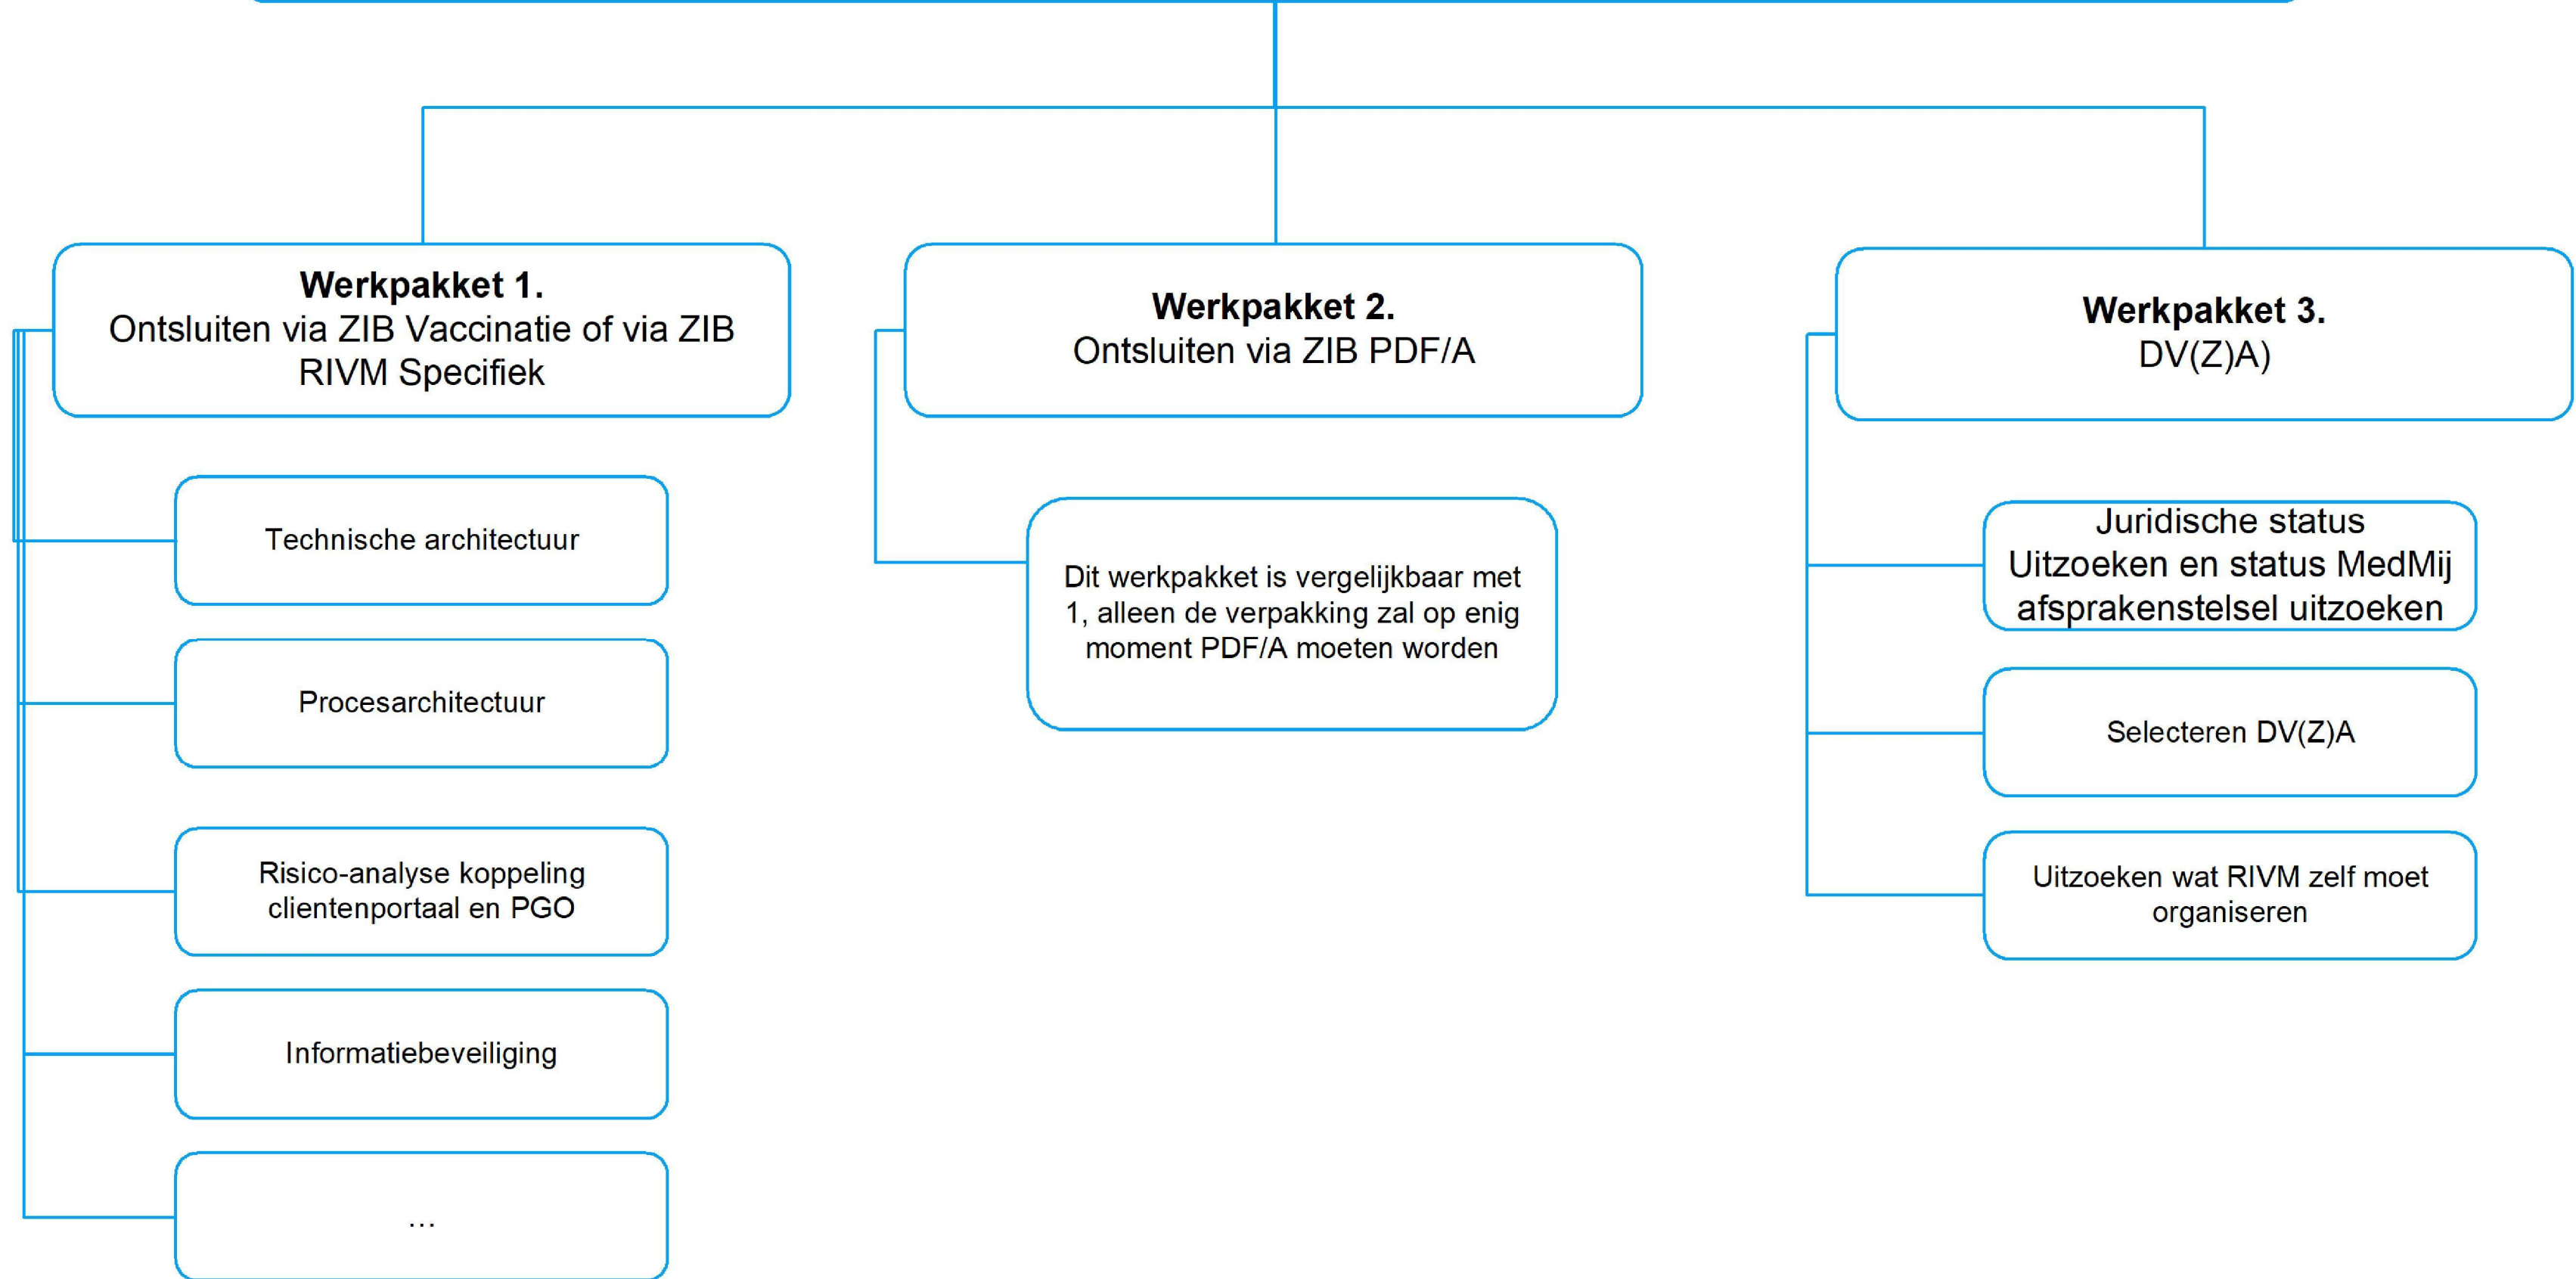 Werkpakket 1.
Ontsluiten via ZIB Vaccinatie of via ZIB
RIVM Specifiek
Technische architectuur
Procesarchitectuur
Risico-analyse koppeling
clientenportaal en PGO
Informatiebeveiliging
...
Werkpakket 2.
Ontsluiten via ZIB PDF/A
Dit werkpakket is vergelijkbaar met
1, alleen de verpakking zal op enig
moment PDF/A moeten worden
Werkpakket 3.
DV(Z)A)
Juridische status
Uitzoeken en status MedMij
afsprakenstelsel uitzoeken
Selecteren DV(Z)A
Uitzoeken wat RIVM zelf moet
organiseren